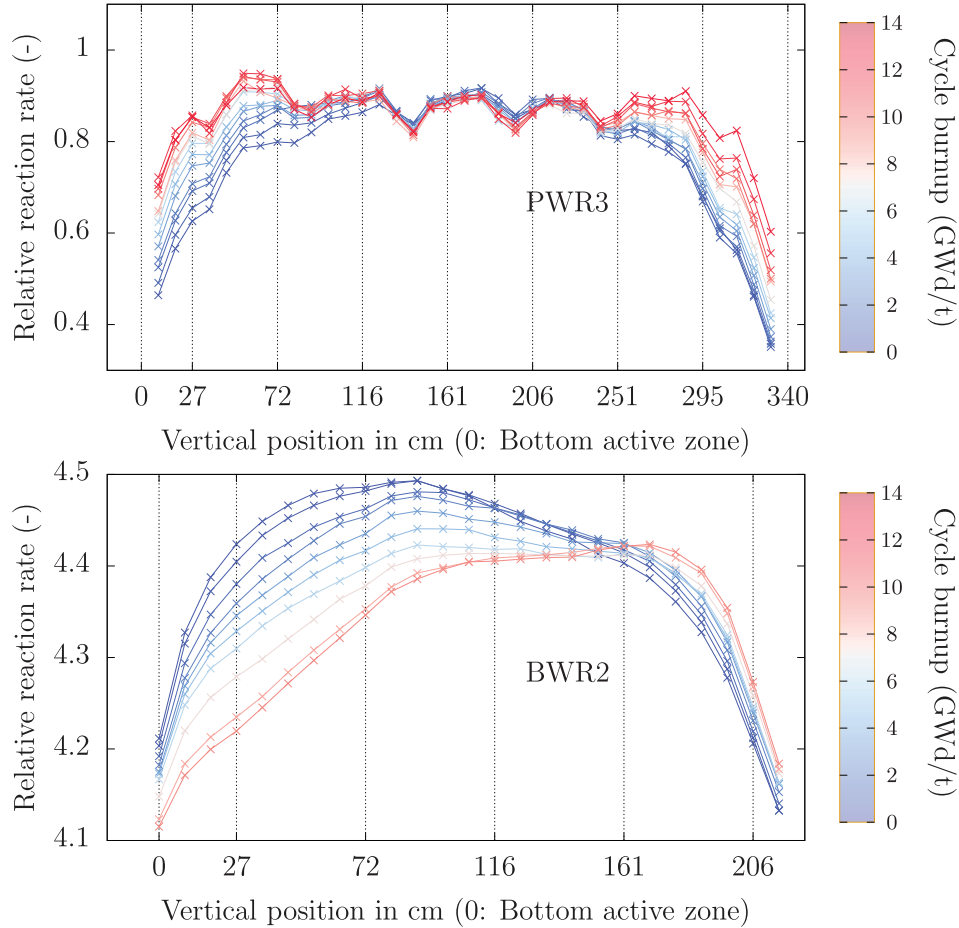 1
0.8
0.6
0.4
Relative reaction rate (-)
PWR3
0 27 72 116 161 206 251 295 340
Vertical position in cm (0: Bottom active zone)
14
12
10
8
6
4
2
0
Cycle burnup (GWd/t)
4.5
4.4
4.3
4.2
4.1
Relative reaction rate (-)
BWR2
0 27 72 116 161 206
Vertical position in cm (0: Bottom active zone)
14
12
10
8
6
4
2
0
Cycle burnup (GWd/t)